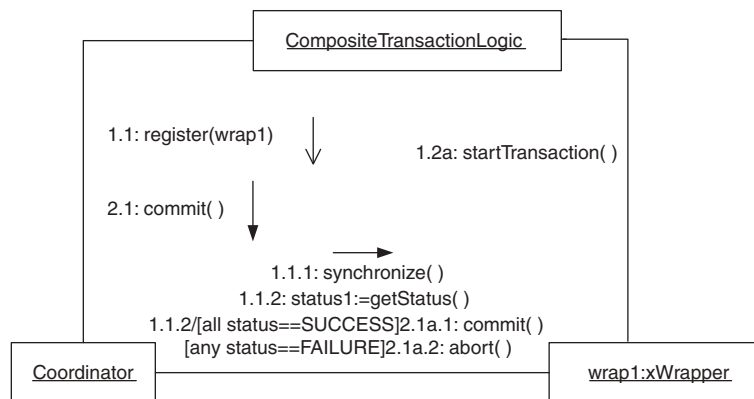 CompositeTransactionLogic
1.1: register(wrap1)
1.2a: startTransaction( )
2.1: commit( )
1.1.1: synchronize( )
1.1.2: status1:=getStatus( )
1.1.2/[all status==SUCCESS]2.1a.1: commit( )
[any status==FAILURE]2.1a.2: abort( )
Coordinator
wrap1:xWrapper